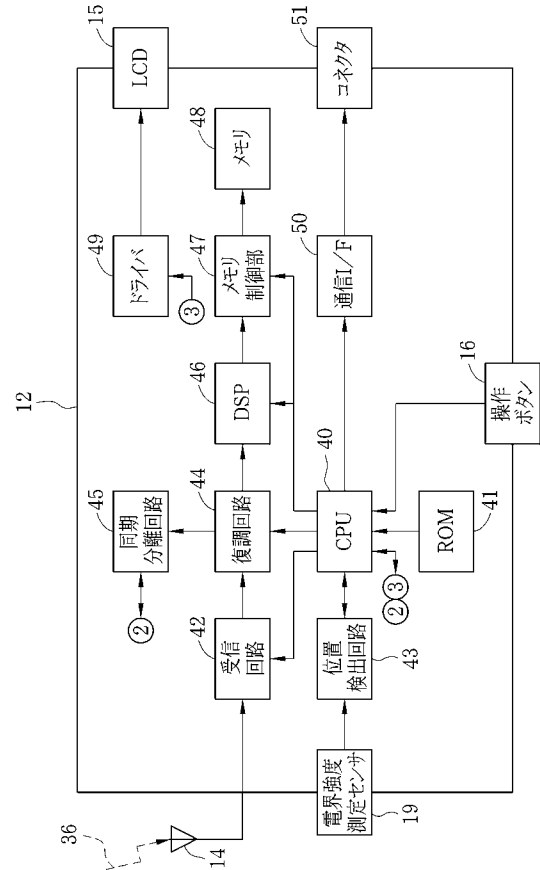 12
36
45
49
15
②
同期
分離回路
ドライバ
LCD
③
14
42
44
46
47
48
受信
回路
復調回路
DSP
メモリ
制御部
メモリ
40
50
51
電界強度
測定センサ
位置
検出回路
CPU
通信I/F
コネクタ
19
43
②③
ROM
41
16
操作
ボタン